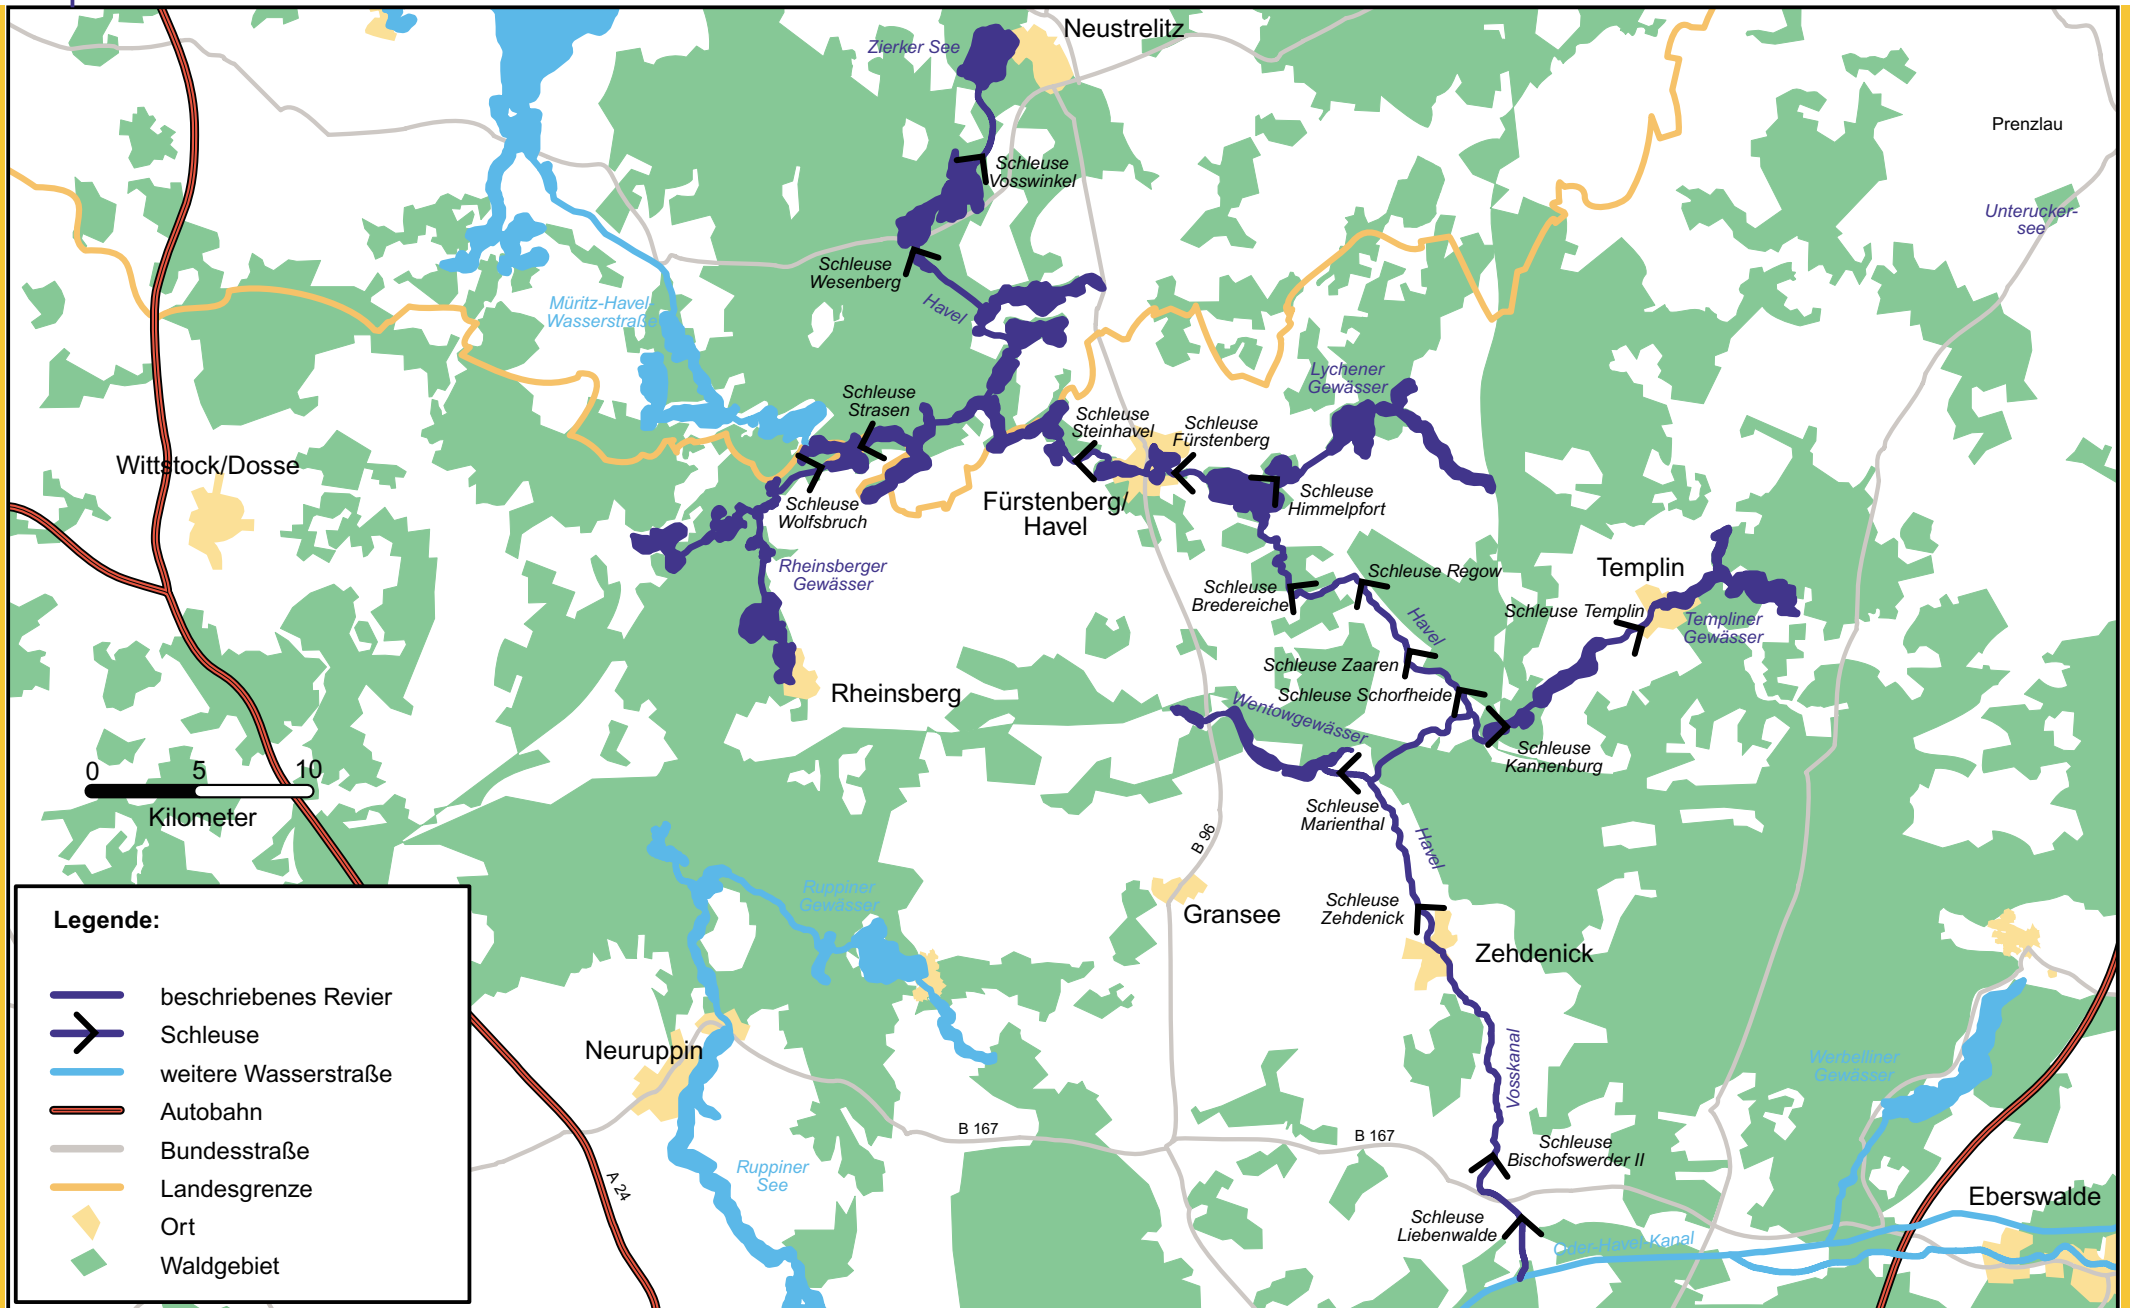 Neustrelitz
Zierker See
Prenzlau
Schleuse
Vosswinkel
Unterucker-
see
Schleuse
Wesenberg
Havel
Müritz-Havel-
Wasserstraße
Lychener
Gewässer
Schleuse
Strasen
Schleuse
Steinhavel
Schleuse
Fürstenberg
Wittstock/Dosse
Fürstenberg/
Havel
Schleuse
Himmelpfort
Schleuse
Wolfsbruch
Rheinsberger
Gewässer
Schleuse Regow
Templin
Schleuse
Bredereiche
Schleuse Templin
Havel
Templiner
Gewässer
Schleuse Zaaren
Rheinsberg
Schleuse Schorfheide
Wentowgewässer
Schleuse
Kannenburg
0 5 10
Kilometer
Schleuse
Marienthal
B 96
Havel
Ruppiner
Gewässer
Gransee
Schleuse
Zehdenick
Zehdenick
Legende:
beschriebenes Revier
Schleuse
weitere Wasserstraße
Autobahn
Bundesstraße
Landesgrenze
Ort
Waldgebiet
Neuruppin
Vosskanal
Werbelliner
Gewässer
B 167
B 167
Schleuse
Bischofswerder II
Ruppiner
See
A 24
Eberswalde
Schleuse
Liebenwalde
Oder-Havel-Kanal